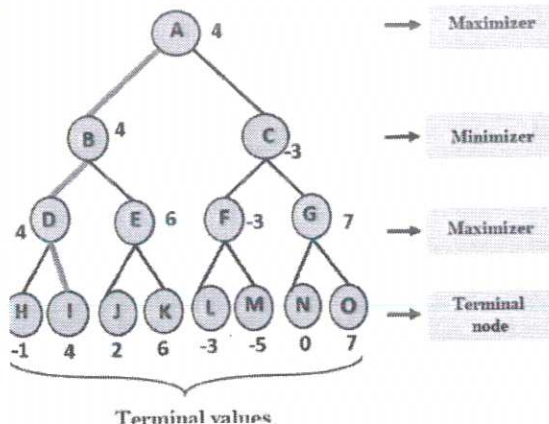 A 4 Maximizer
B 4 C -3 Minimizer
4 D E 6 F -3 G 7 Maximizer
H I J K L M N O Terminal
node
-1 4 2 6 -3 -5 0 7
Terminal values